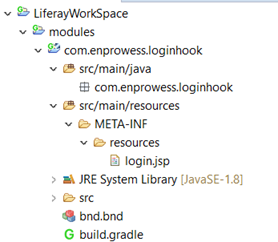 LiferayWorkSpace
modules
com.enprowess.loginhook
src/main/java
com.enprowess.loginhook
src/main/resources
META-INF
resources
login.jsp
JRE System Library [JavaSE-1.8]
src
bnd.bnd
build.gradle